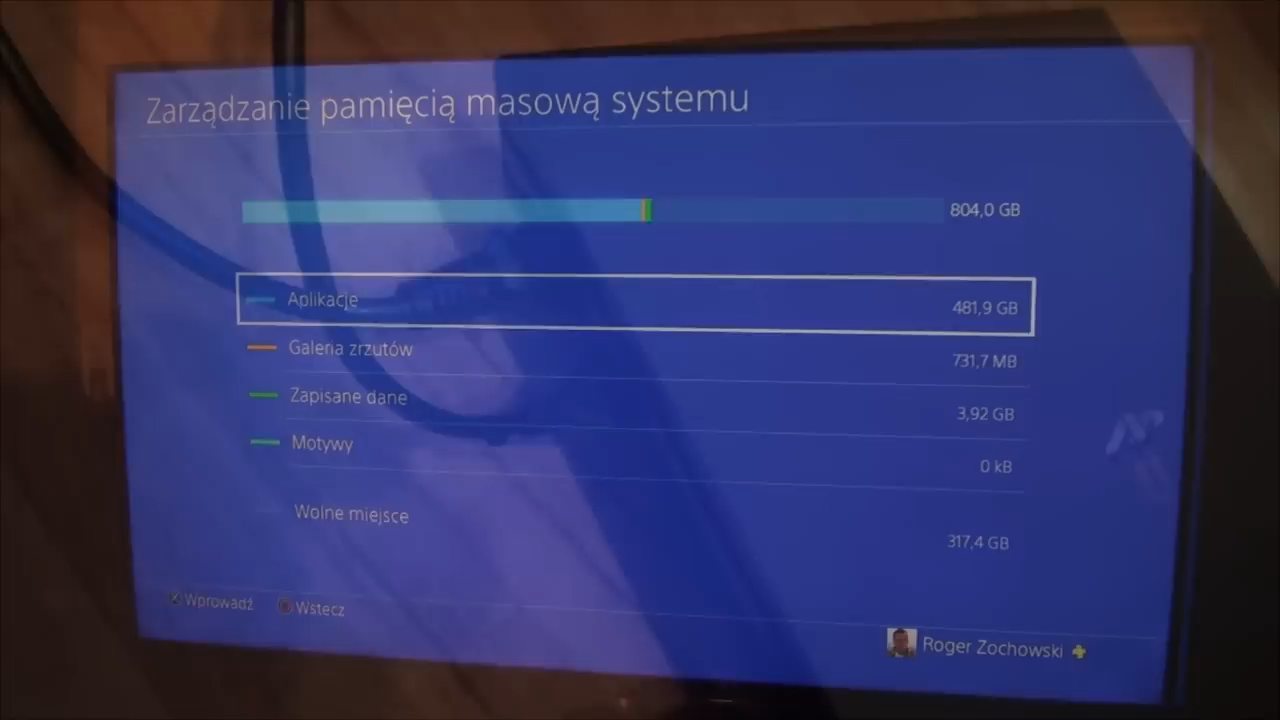 Zarządzanie pamięcią masową systemu
804,0 GB
Aplikacje 481,9 GB
Galeria zrzutów 731,7 MB
Zapisane dane 3,92 GB
Motywy 0 kB
Wolne miejsce 317,4 GB
Wprowadź Wstecz
Roger Zochowski